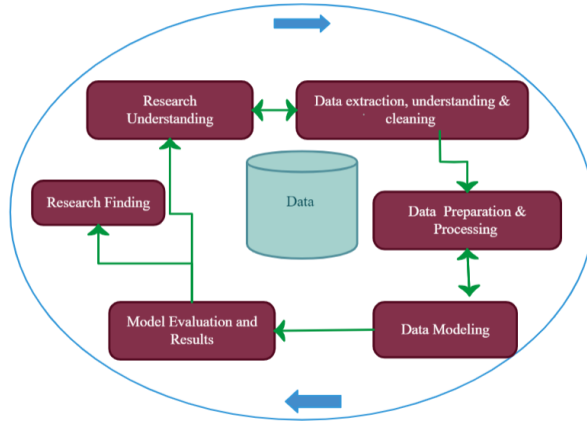 Research
Understanding
Data extraction, understanding &
cleaning
Research Finding
Data
Data Preparation &
Processing
Model Evaluation and
Results
Data Modeling